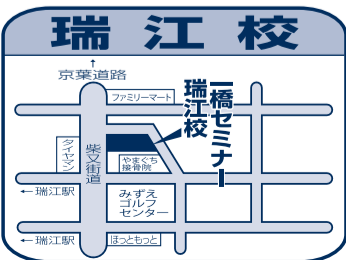 瑞江校
↑
京葉道路
ファミリーマート
一橋セミナー
瑞江校
タイヤマン
柴又街道
やまぐち
接骨院
←瑞江駅
みずえ
ゴルフ
センター
←瑞江駅
ほっともっと